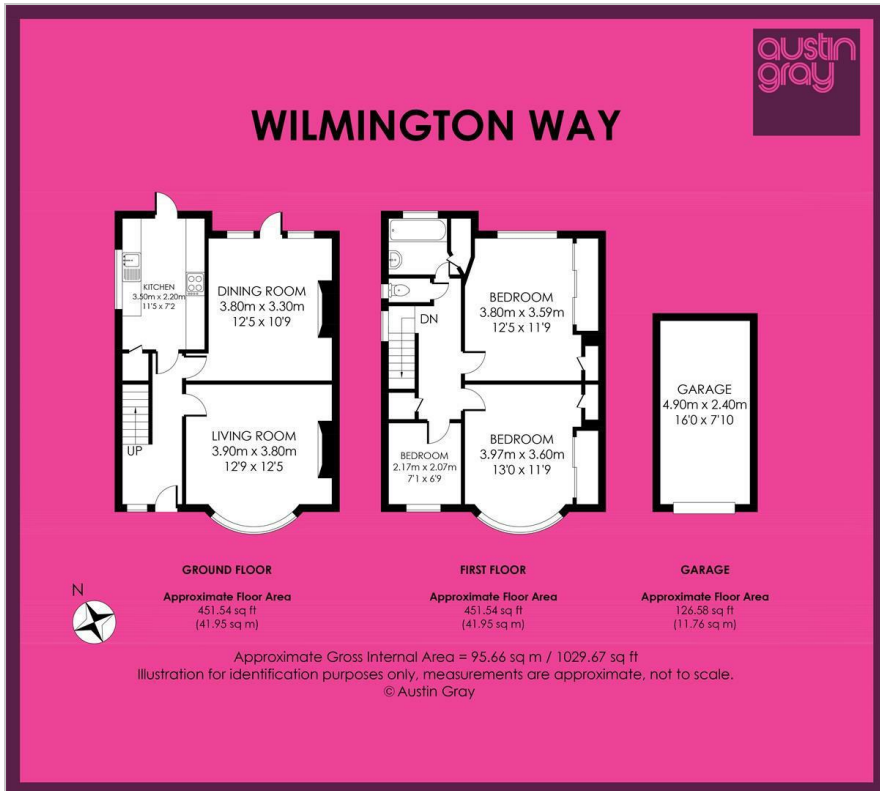 austin
gray
WILMINGTON WAY
KITCHEN
3.50m x 2.20m
11'5 x 7'2
DINING ROOM
3.80m x 3.30m
12'5 x 10'9
UP
LIVING ROOM
3.90m x 3.80m
12'9 x 12'5
DN
BEDROOM
3.80m x 3.59m
12'5 x 11'9
BEDROOM
2.17m x 2.07m
7'1 x 6'9
BEDROOM
3.97m x 3.60m
13'0 x 11'9
GARAGE
4.90m x 2.40m
16'0 x 7'10
GROUND FLOOR
Approximate Floor Area
451.54 sq ft
(41.95 sq m)
FIRST FLOOR
Approximate Floor Area
451.54 sq ft
(41.95 sq m)
GARAGE
Approximate Floor Area
126.58 sq ft
(11.76 sq m)
N
Approximate Gross Internal Area = 95.66 sq m / 1029.67 sq ft
Illustration for identification purposes only, measurements are approximate, not to scale.
© Austin Gray